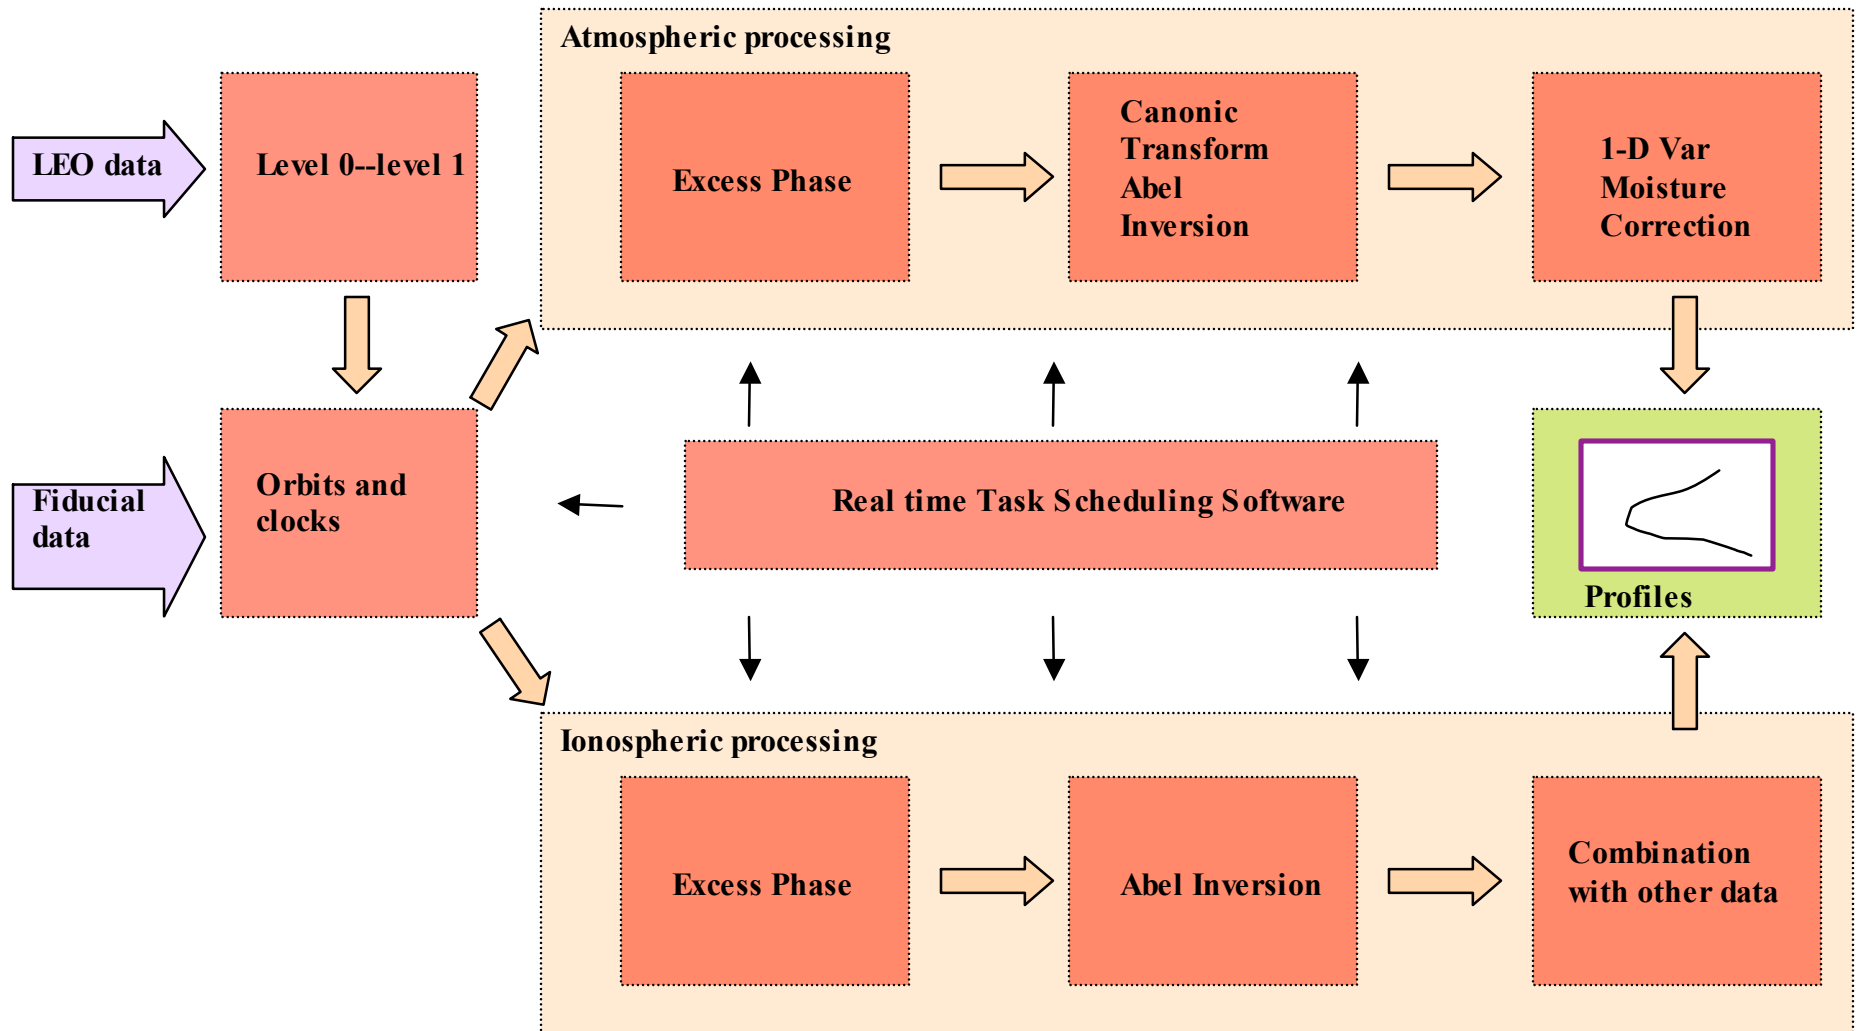 Atmospheric processing
LEO data
Level 0--level 1
Excess Phase
Canonic
Transform
Abel
Inversion
1-D Var
Moisture
Correction
Fiducial
data
Orbits and
clocks
Real time Task Scheduling Software
Profiles
Ionospheric processing
Excess Phase
Abel Inversion
Combination
with other data